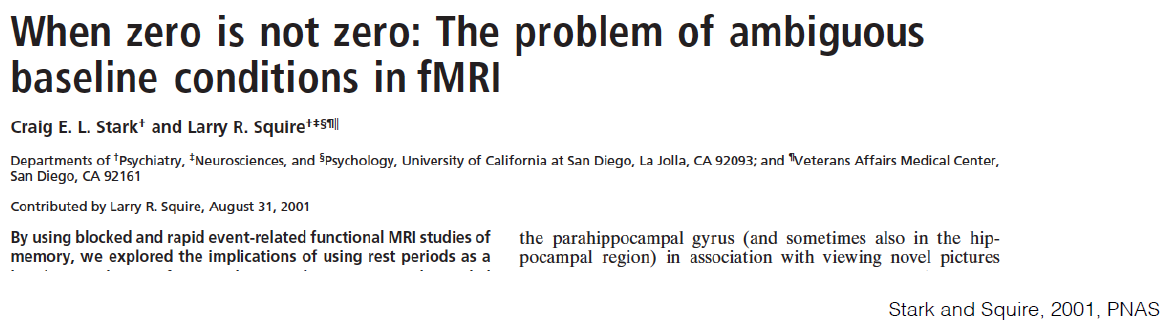 When zero is not zero: The problem of ambiguous
baseline conditions in fMRI
Craig E. L. Stark† and Larry R. Squire†‡§¶‖
Departments of †Psychiatry, ‡Neurosciences, and §Psychology, University of California at San Diego, La Jolla, CA 92093; and ¶Veterans Affairs Medical Center,
San Diego, CA 92161
Contributed by Larry R. Squire, August 31, 2001
By using blocked and rapid event-related functional MRI studies of
memory, we explored the implications of using rest periods as a
the parahippocampal gyrus (and sometimes also in the hip-
pocampal region) in association with viewing novel pictures
Stark and Squire, 2001, PNAS